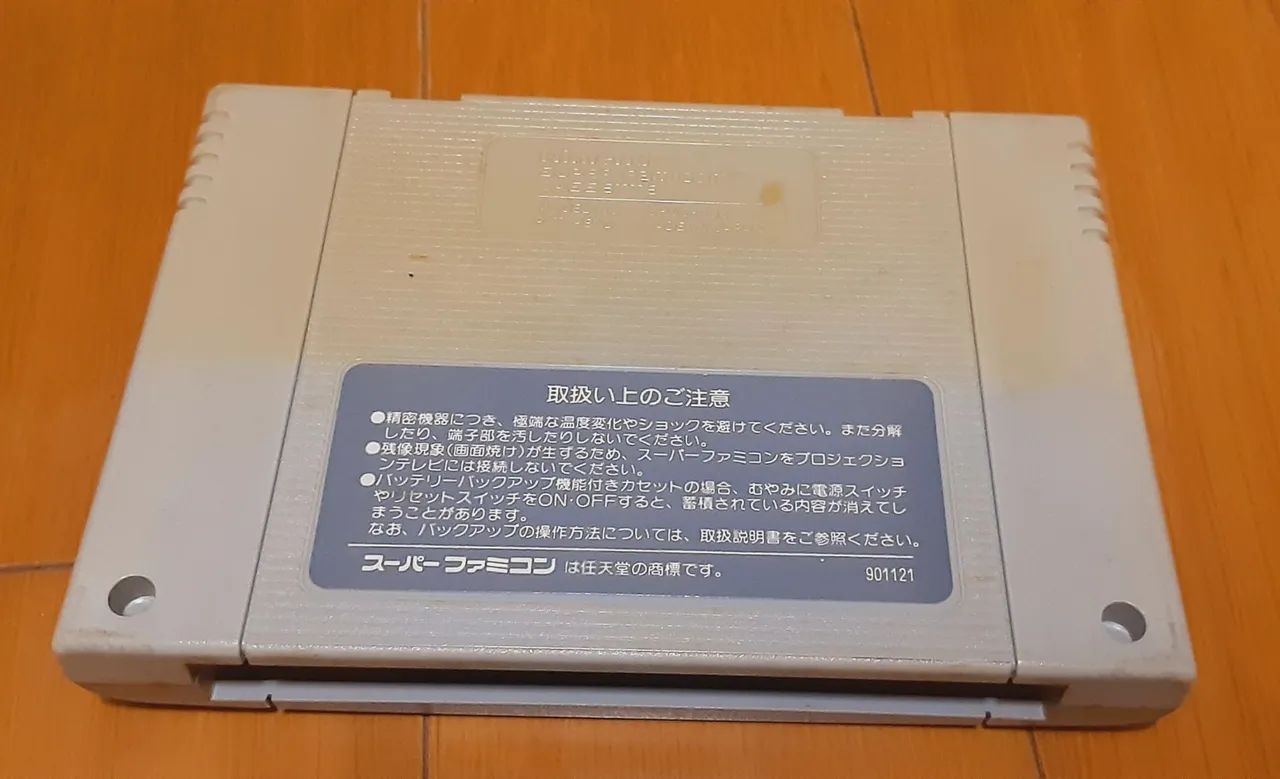 取扱い上のご注意
●精密機器につき、極端な温度変化やショックを避けてください。また分解
したり、端子部を汚したりしないでください。
●残像現象(画面焼け)が生ずるため、スーパーファミコンをプロジェクショ
ンテレビには接続しないでください。
●バッテリーバックアップ機能付きカセットの場合、むやみに電源スイッチ
やリセットスイッチをON・OFFすると、蓄積されている内容が消えてし
まうことがあります。
なお、バックアップの操作方法については、取扱説明書をご参照ください。
スーパーファミコン は任天堂の商標です。
901121